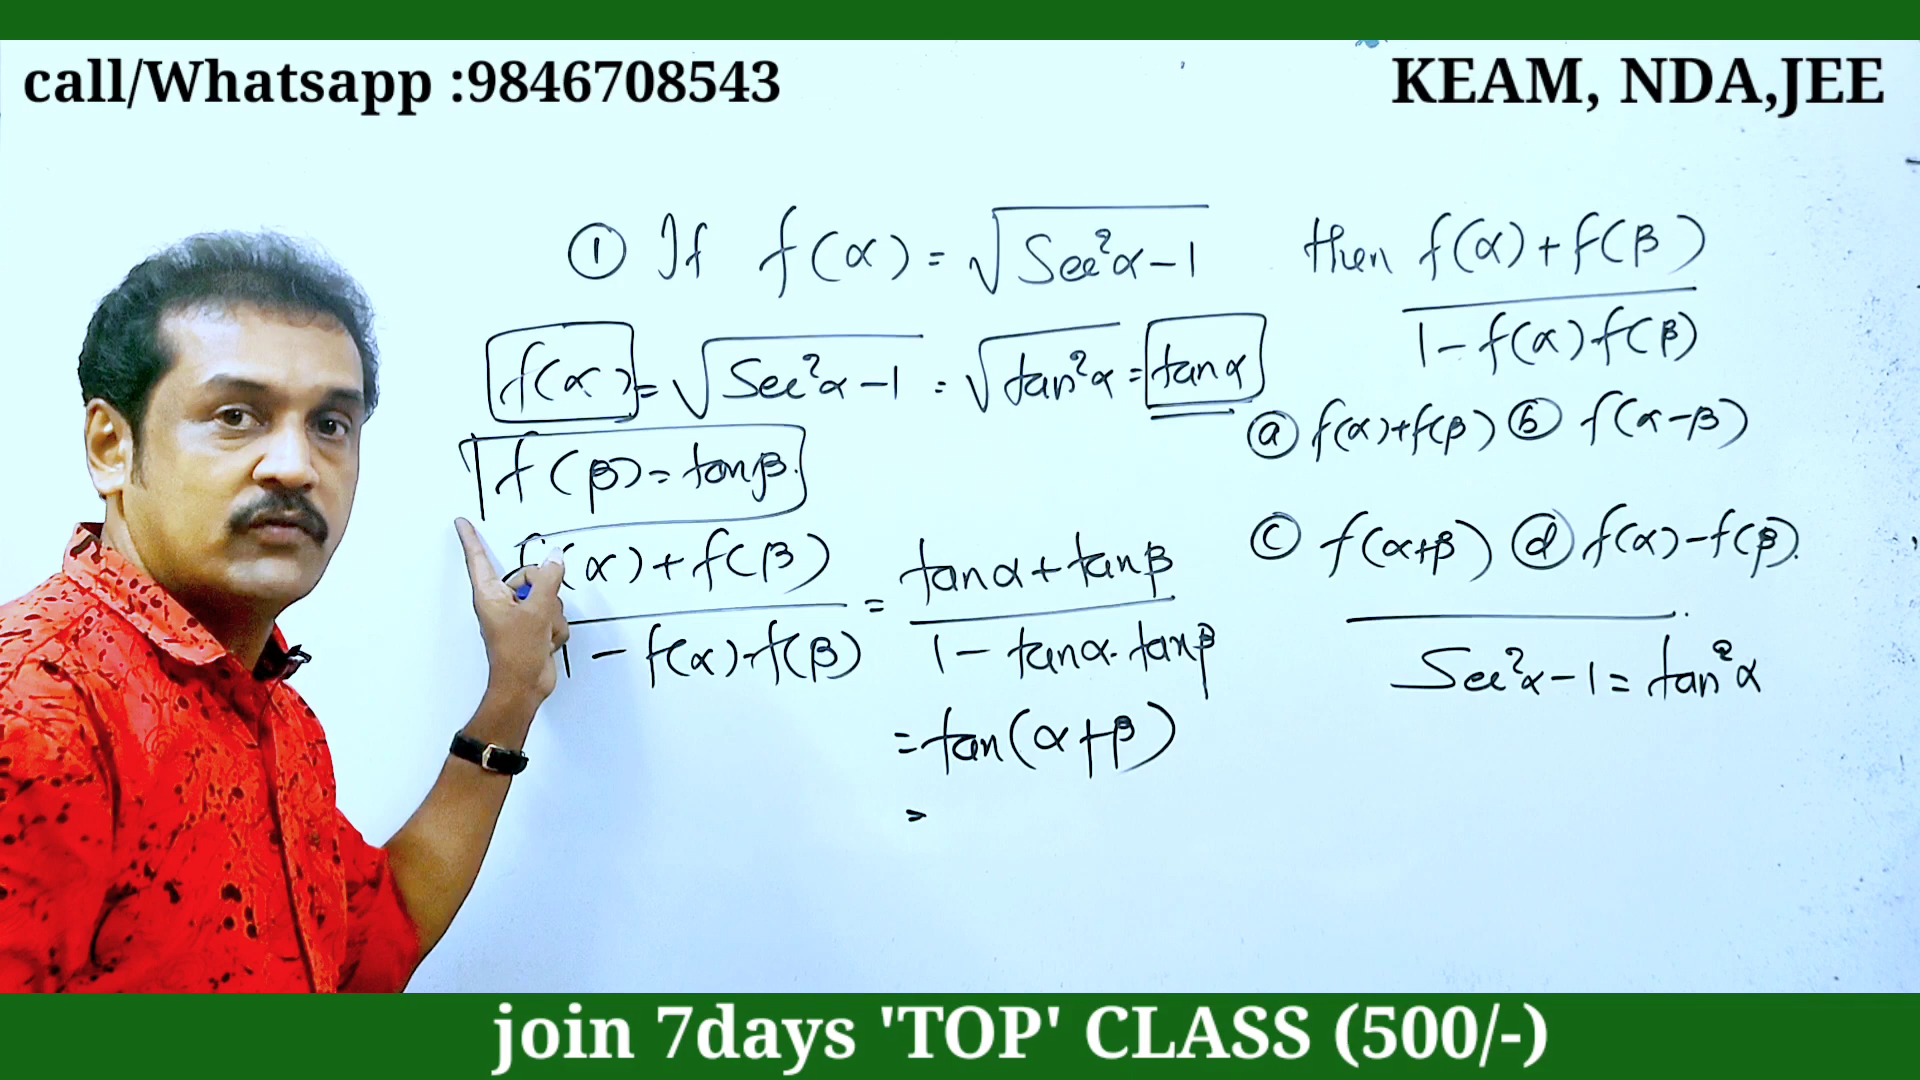 call/Whatsapp :9846708543
KEAM, NDA,JEE
① If f(α) = √(Sec²α-1) then f(α)+f(β) / 1-f(α)f(β)
f(α) = √(Sec²α-1) = √(tan²α) = tanα
ⓐ f(α)+f(β) ⓑ f(α-β)
f(β) = tanβ.
ⓒ f(α+β) ⓓ f(α)-f(β).
f(α)+f(β) / 1-f(α).f(β) = tanα+tanβ / 1-tanα.tanβ
Sec²α-1 = tan²α
= tan(α+β)
=
join 7days 'TOP' CLASS (500/-)